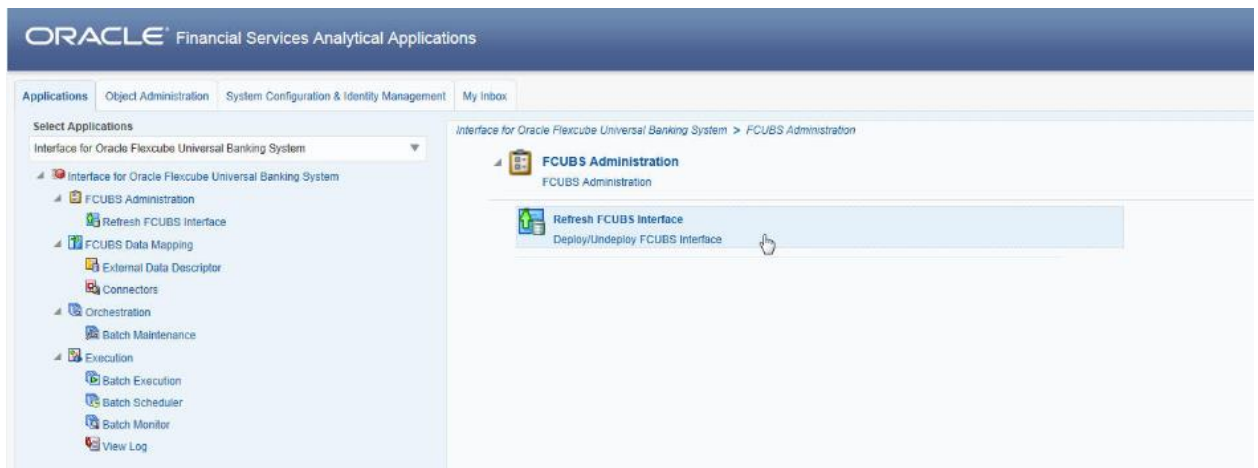 ORACLE Financial Services Analytical Applications
Applications Object Administration System Configuration & Identity Management My Inbox
Select Applications
Interface for Oracle Flexcube Universal Banking System
Interface for Oracle Flexcube Universal Banking System
FCUBS Administration
Refresh FCUBS Interface
FCUBS Data Mapping
External Data Descriptor
Connectors
Orchestration
Batch Maintenance
Execution
Batch Execution
Batch Scheduler
Batch Monitor
View Log
Interface for Oracle Flexcube Universal Banking System > FCUBS Administration
FCUBS Administration
FCUBS Administration
Refresh FCUBS Interface
Deploy/Undeploy FCUBS Interface